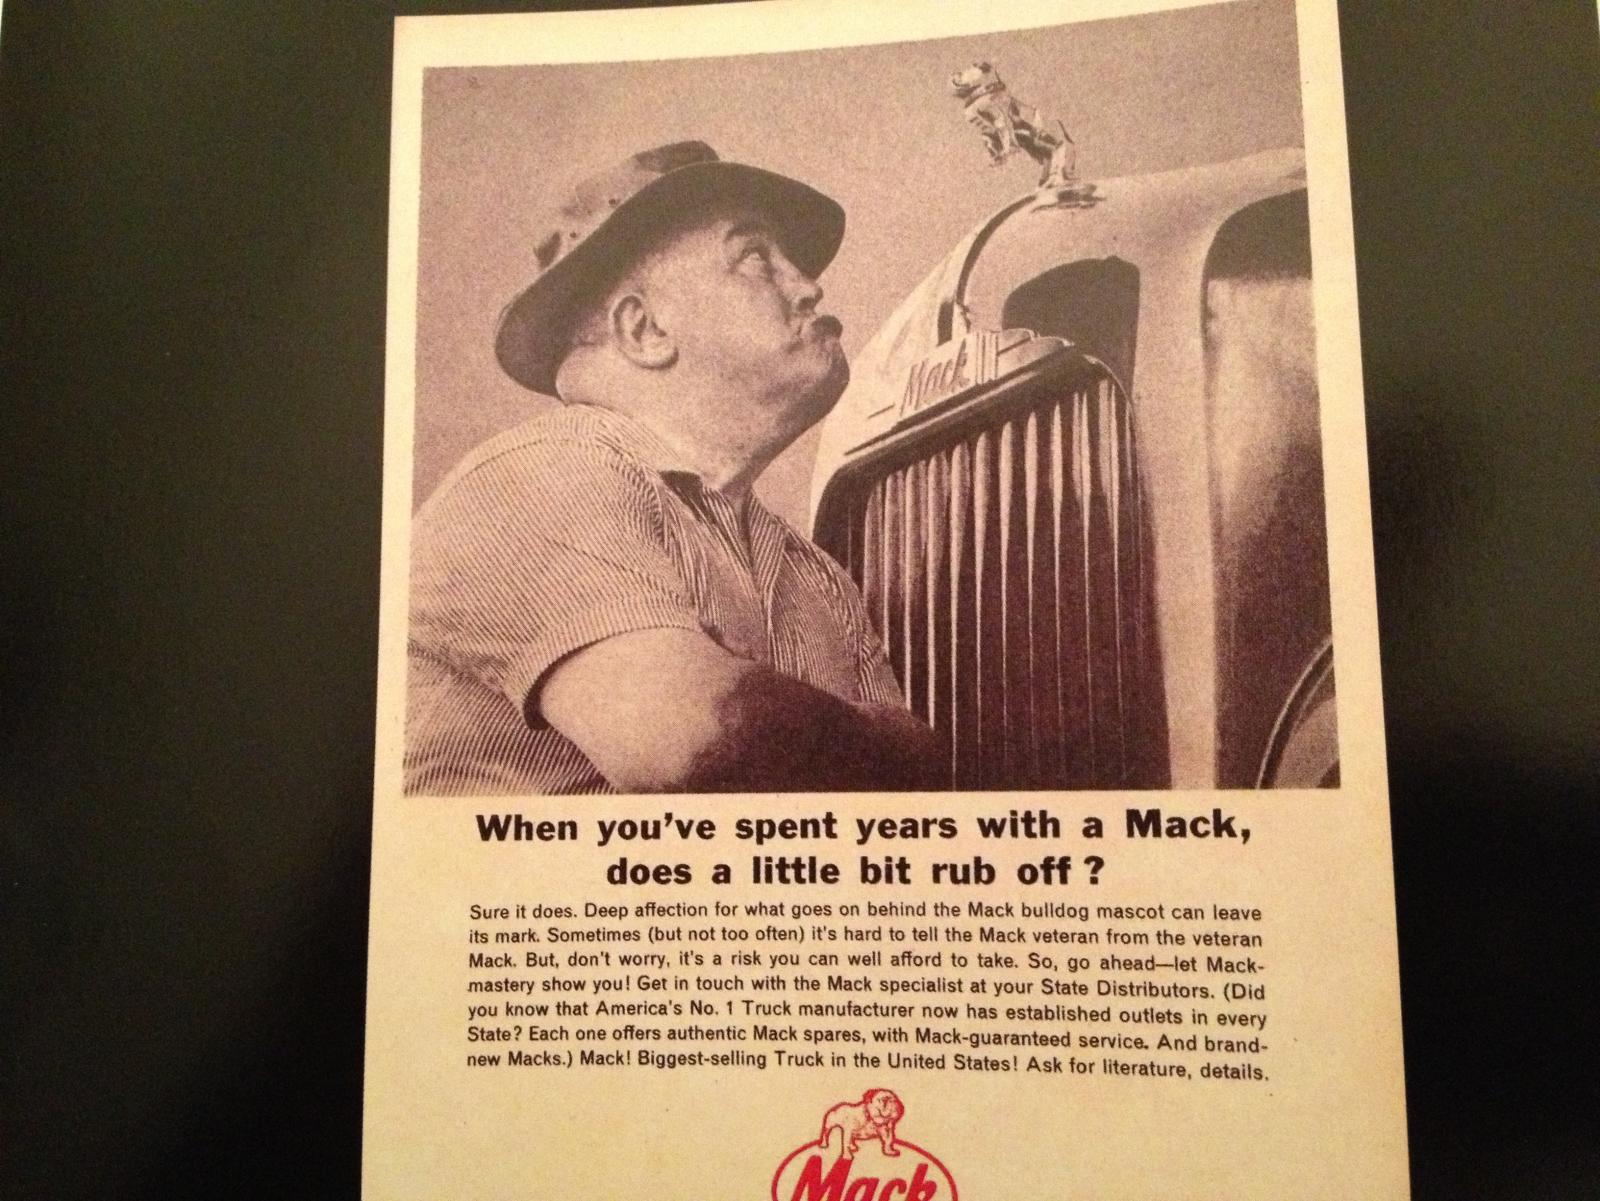 Mack
When you've spent years with a Mack,
does a little bit rub off ?
Sure it does. Deep affection for what goes on behind the Mack bulldog mascot can leave
its mark. Sometimes (but not too often) it's hard to tell the Mack veteran from the veteran
Mack. But, don't worry, it's a risk you can well afford to take. So, go ahead—let Mack-
mastery show you! Get in touch with the Mack specialist at your State Distributors. (Did
you know that America's No. 1 Truck manufacturer now has established outlets in every
State? Each one offers authentic Mack spares, with Mack-guaranteed service. And brand-
new Macks.) Mack! Biggest-selling Truck in the United States! Ask for literature, details.
Mack